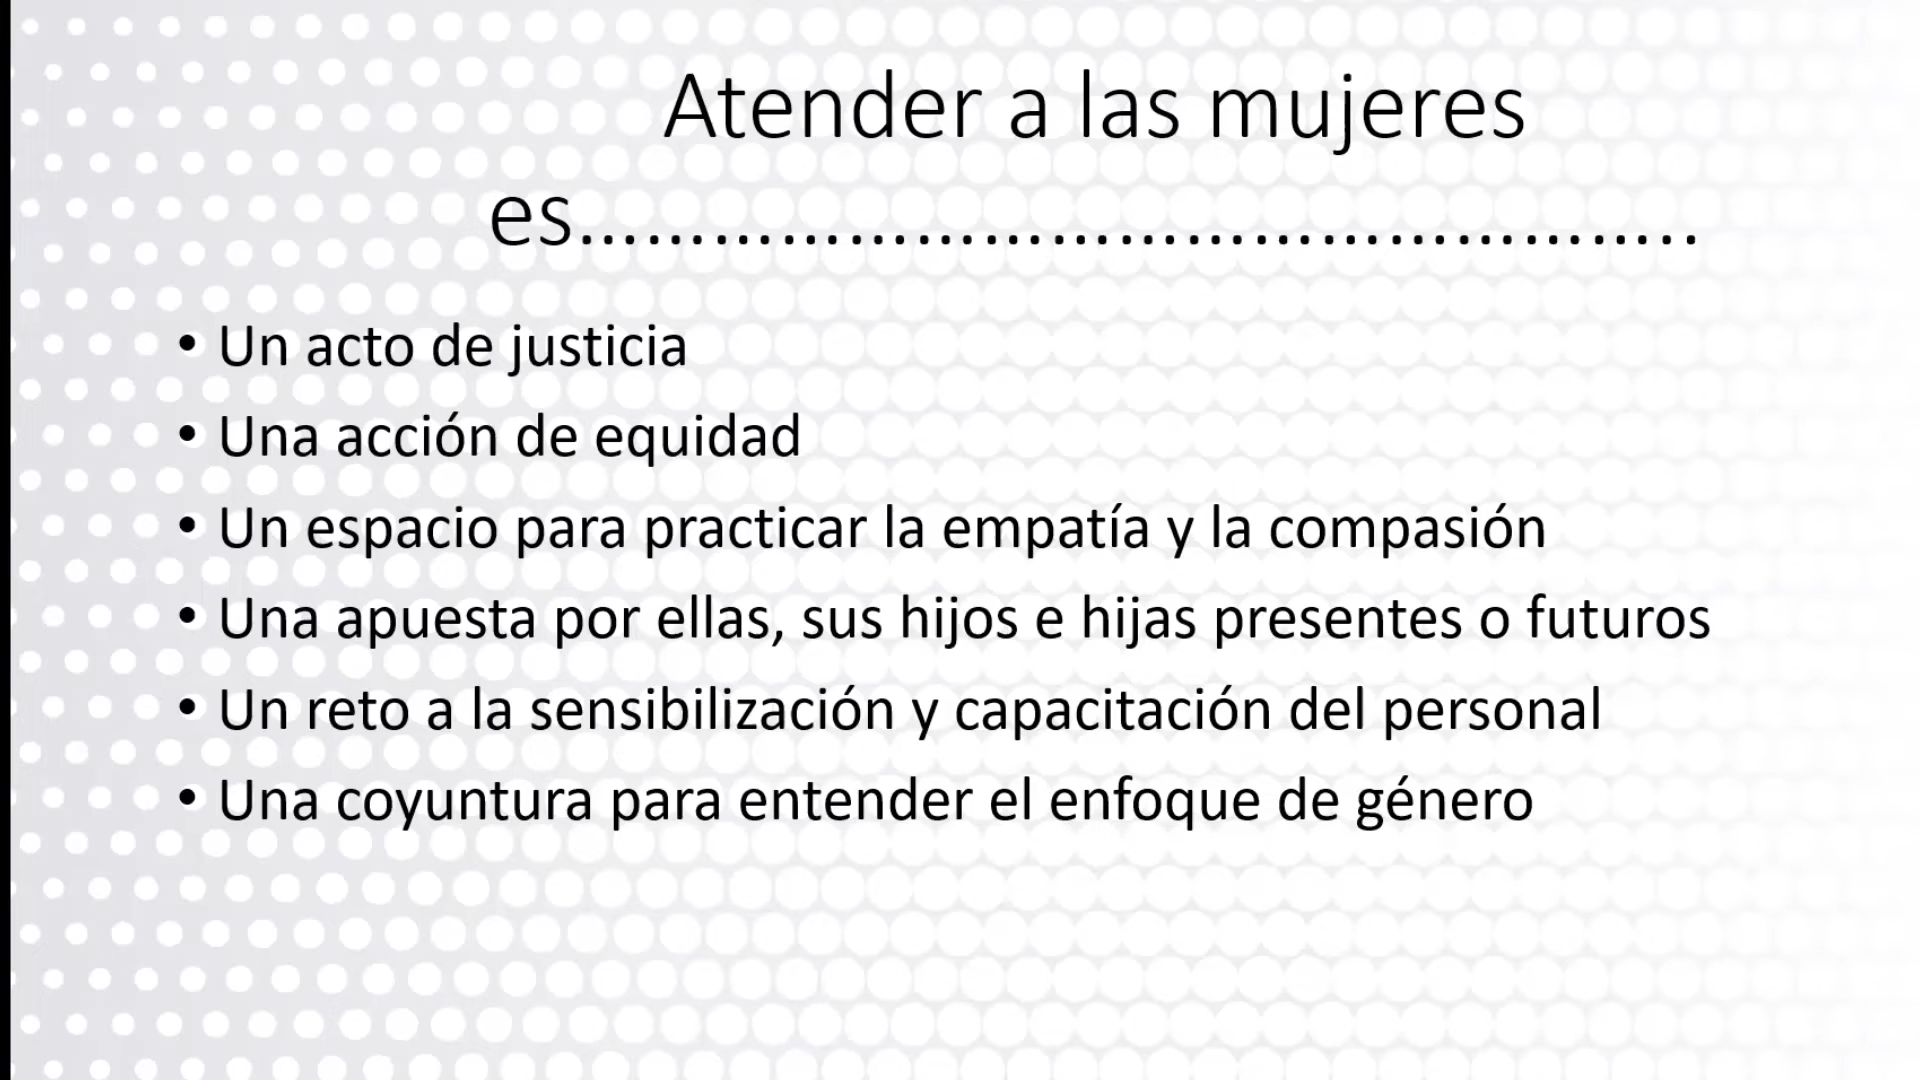 Atender a las mujeres
es……………………………………………..
• Un acto de justicia
• Una acción de equidad
• Un espacio para practicar la empatía y la compasión
• Una apuesta por ellas, sus hijos e hijas presentes o futuros
• Un reto a la sensibilización y capacitación del personal
• Una coyuntura para entender el enfoque de género